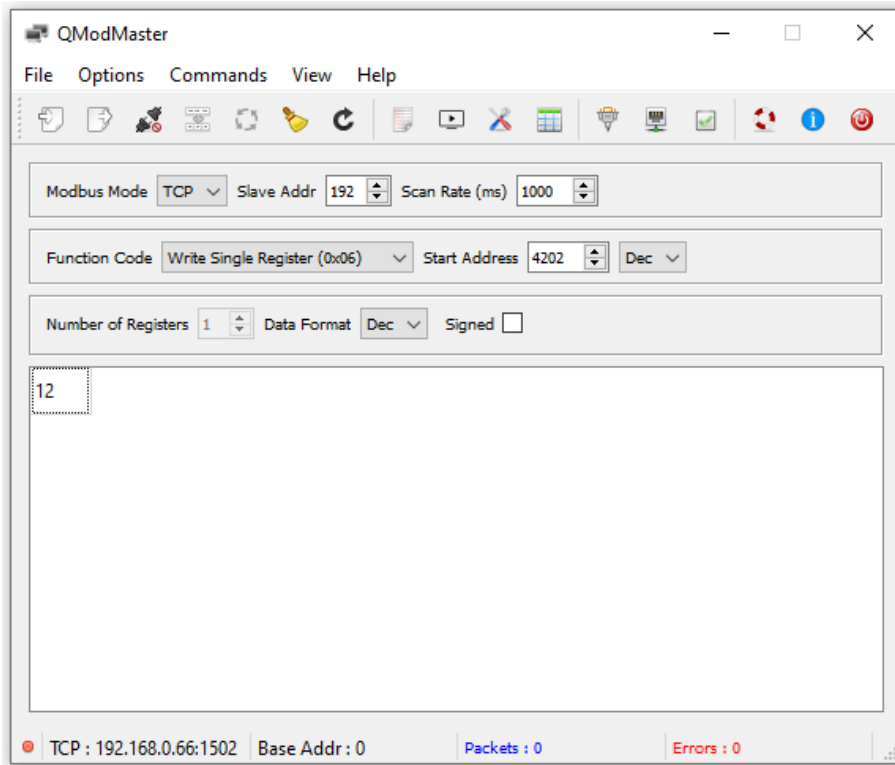 QModMaster
File Options Commands View Help
Modbus Mode TCP Slave Addr 192 Scan Rate (ms) 1000
Function Code Write Single Register (0x06) Start Address 4202 Dec
Number of Registers 1 Data Format Dec Signed
12
TCP : 192.168.0.66:1502 Base Addr : 0 Packets : 0 Errors : 0